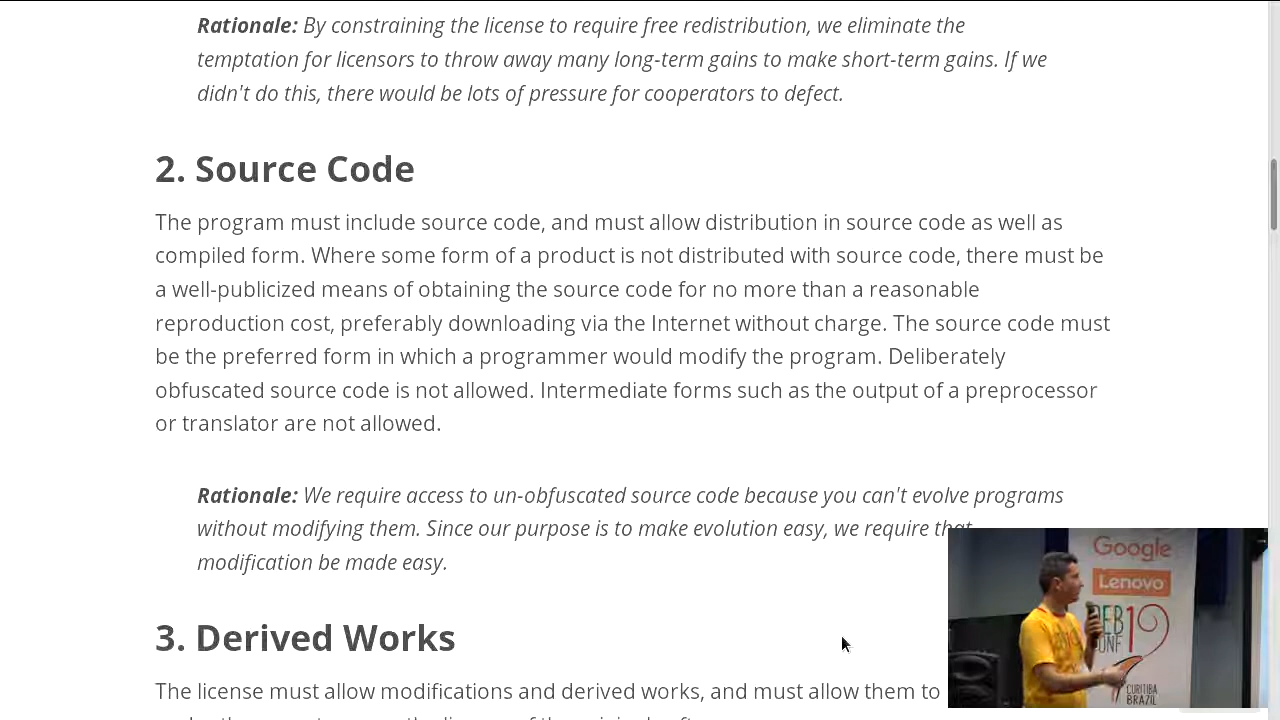 Rationale: By constraining the license to require free redistribution, we eliminate the
temptation for licensors to throw away many long-term gains to make short-term gains. If we
didn't do this, there would be lots of pressure for cooperators to defect.
2. Source Code
The program must include source code, and must allow distribution in source code as well as
compiled form. Where some form of a product is not distributed with source code, there must be
a well-publicized means of obtaining the source code for no more than a reasonable
reproduction cost, preferably downloading via the Internet without charge. The source code must
be the preferred form in which a programmer would modify the program. Deliberately
obfuscated source code is not allowed. Intermediate forms such as the output of a preprocessor
or translator are not allowed.
Rationale: We require access to un-obfuscated source code because you can't evolve programs
without modifying them. Since our purpose is to make evolution easy, we require that
modification be made easy.
3. Derived Works
The license must allow modifications and derived works, and must allow them to
Google
Lenovo
EB
ONF 19
CURITIBA
BRAZIL